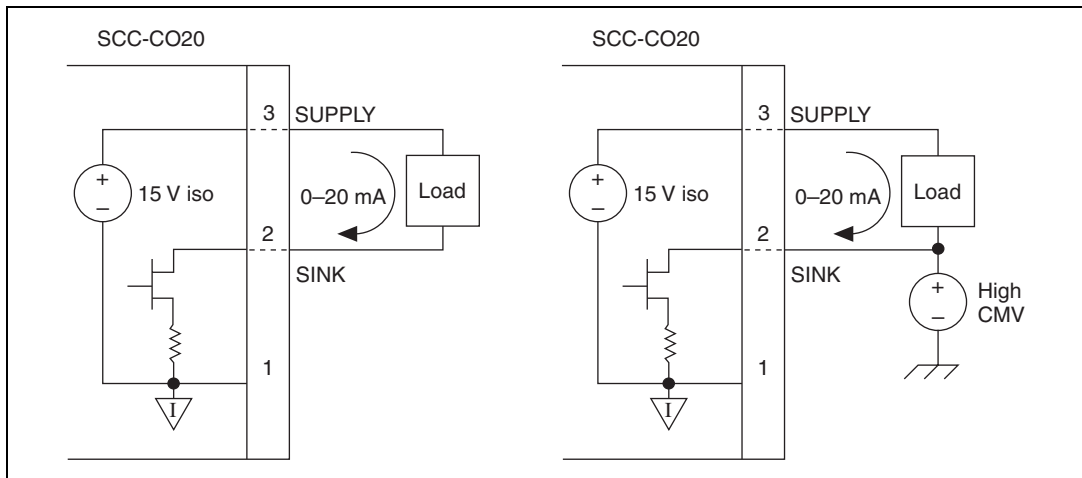 SCC-CO20
3 SUPPLY
+
–
15 V iso
0–20 mA
Load
2
SINK
1
I
SCC-CO20
3 SUPPLY
+
–
15 V iso
0–20 mA
Load
2
SINK
+
–
High
CMV
1
I